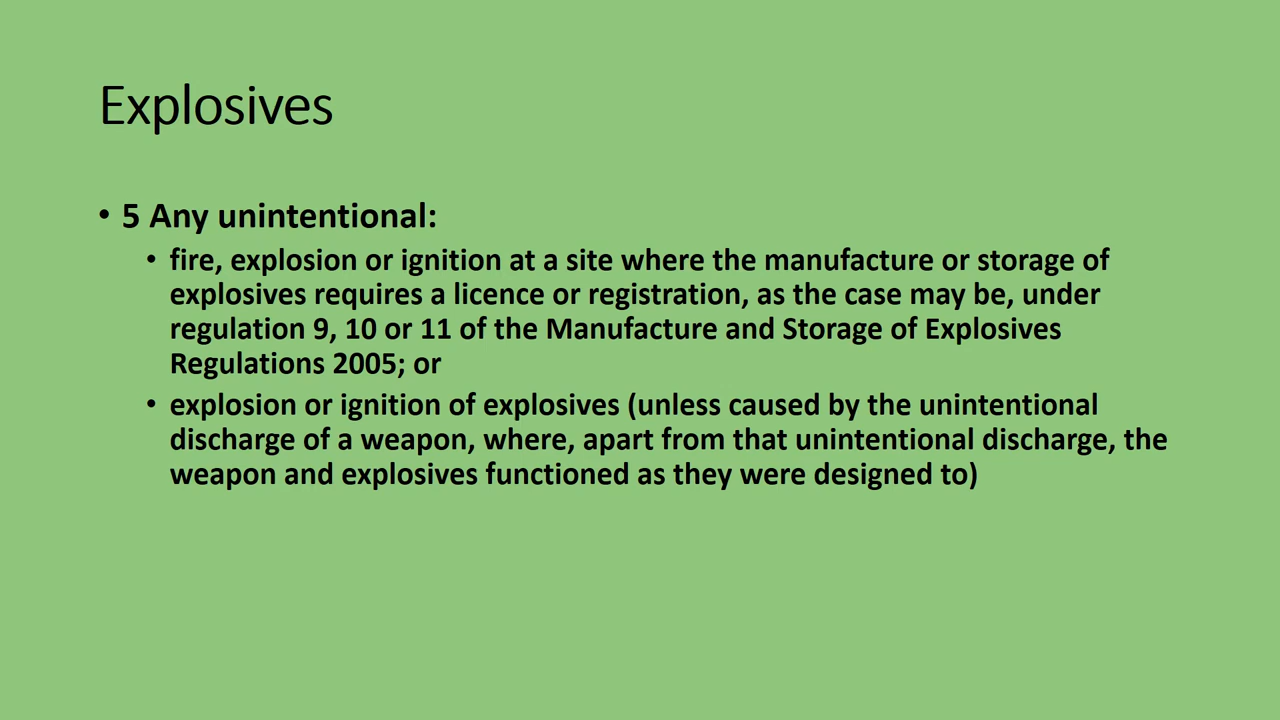 Explosives
• 5 Any unintentional:
• fire, explosion or ignition at a site where the manufacture or storage of
explosives requires a licence or registration, as the case may be, under
regulation 9, 10 or 11 of the Manufacture and Storage of Explosives
Regulations 2005; or
• explosion or ignition of explosives (unless caused by the unintentional
discharge of a weapon, where, apart from that unintentional discharge, the
weapon and explosives functioned as they were designed to)